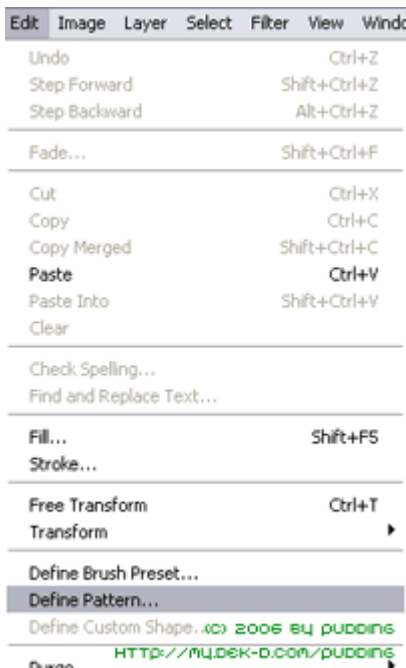 Edit Image Layer Select Filter View Windo
Undo Ctrl+Z
Step Forward Shift+Ctrl+Z
Step Backward Alt+Ctrl+Z
Fade... Shift+Ctrl+F
Cut Ctrl+X
Copy Ctrl+C
Copy Merged Shift+Ctrl+C
Paste Ctrl+V
Paste Into Shift+Ctrl+V
Clear
Check Spelling...
Find and Replace Text...
Fill... Shift+F5
Stroke...
Free Transform Ctrl+T
Transform
Define Brush Preset...
Define Pattern...
Define Custom Shape... (C) 2006 BY PUDDING
HTTP://MY.DEK-D.COM/PUDDING
Purge